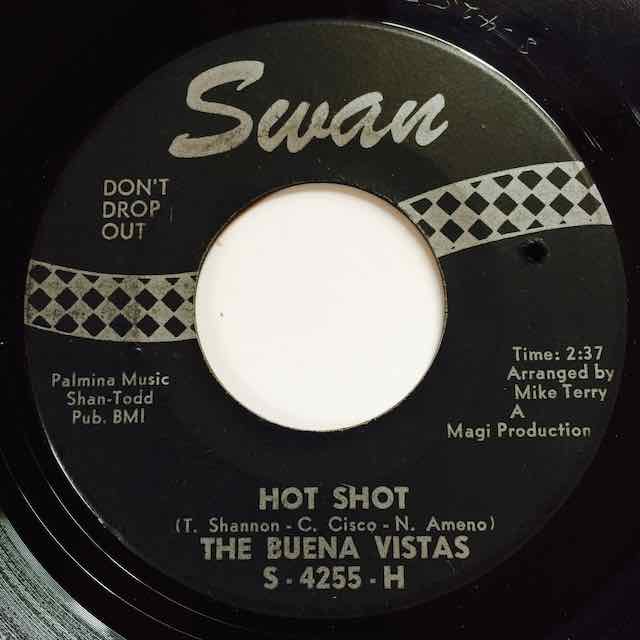 Swan
DON'T
DROP
OUT
Palmina Music
Shan-Todd
Pub. BMI
Time: 2:37
Arranged by
Mike Terry
A
Magi Production
HOT SHOT
(T. Shannon - C. Cisco - N. Ameno)
THE BUENA VISTAS
S - 4255 - H